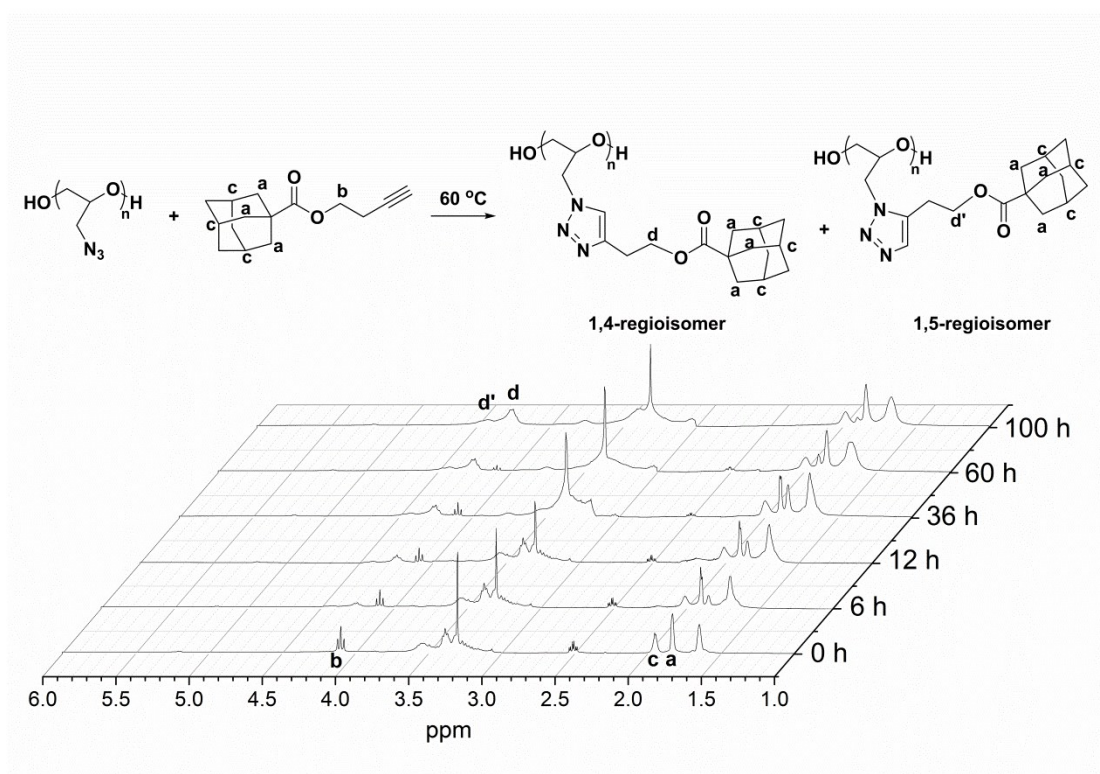 HO ( O ) n H
N3
+
c a a c a c
O
O
b
60 °C
HO ( O ) n H
N
N
N
d
O
O
a c a c a c
+
HO ( O ) n H
N
N
N
d'
O
O
a c a c a c
1,4-regioisomer
1,5-regioisomer
d' d
100 h
60 h
36 h
12 h
6 h
0 h
b c a
6.0 5.5 5.0 4.5 4.0 3.5 3.0 2.5 2.0 1.5 1.0
ppm